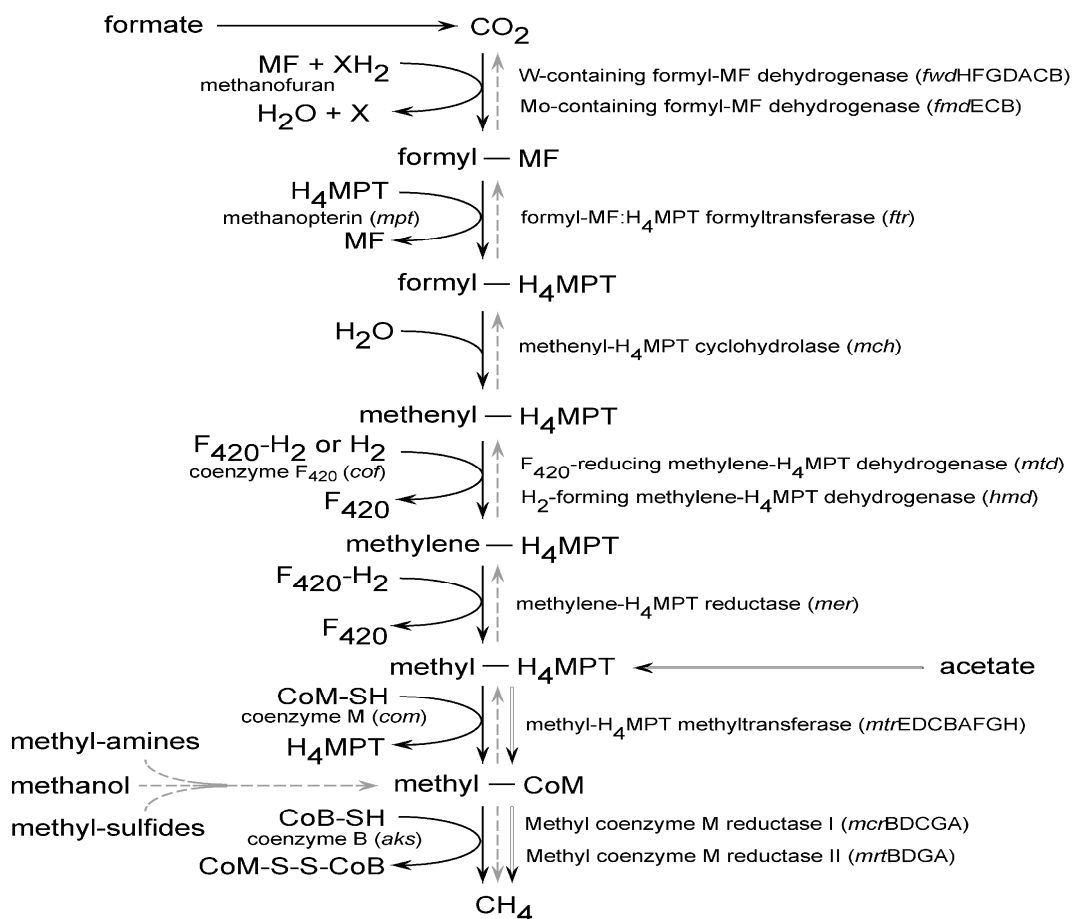 formate CO2
MF + XH2
methanofuran
H2O + X
W-containing formyl-MF dehydrogenase (fwdHFGDACB)
Mo-containing formyl-MF dehydrogenase (fmdECB)
formyl — MF
H4MPT
methanopterin (mpt)
MF
formyl-MF:H4MPT formyltransferase (ftr)
formyl — H4MPT
H2O
methenyl-H4MPT cyclohydrolase (mch)
methenyl — H4MPT
F420-H2 or H2
coenzyme F420 (cof)
F420
F420-reducing methylene-H4MPT dehydrogenase (mtd)
H2-forming methylene-H4MPT dehydrogenase (hmd)
methylene — H4MPT
F420-H2
F420
methylene-H4MPT reductase (mer)
methyl — H4MPT acetate
CoM-SH
coenzyme M (com)
H4MPT
methyl-H4MPT methyltransferase (mtrEDCBAFGH)
methyl-amines
methanol
methyl-sulfides
methyl — CoM
CoB-SH
coenzyme B (aks)
CoM-S-S-CoB
Methyl coenzyme M reductase I (mcrBDCGA)
Methyl coenzyme M reductase II (mrtBDGA)
CH4